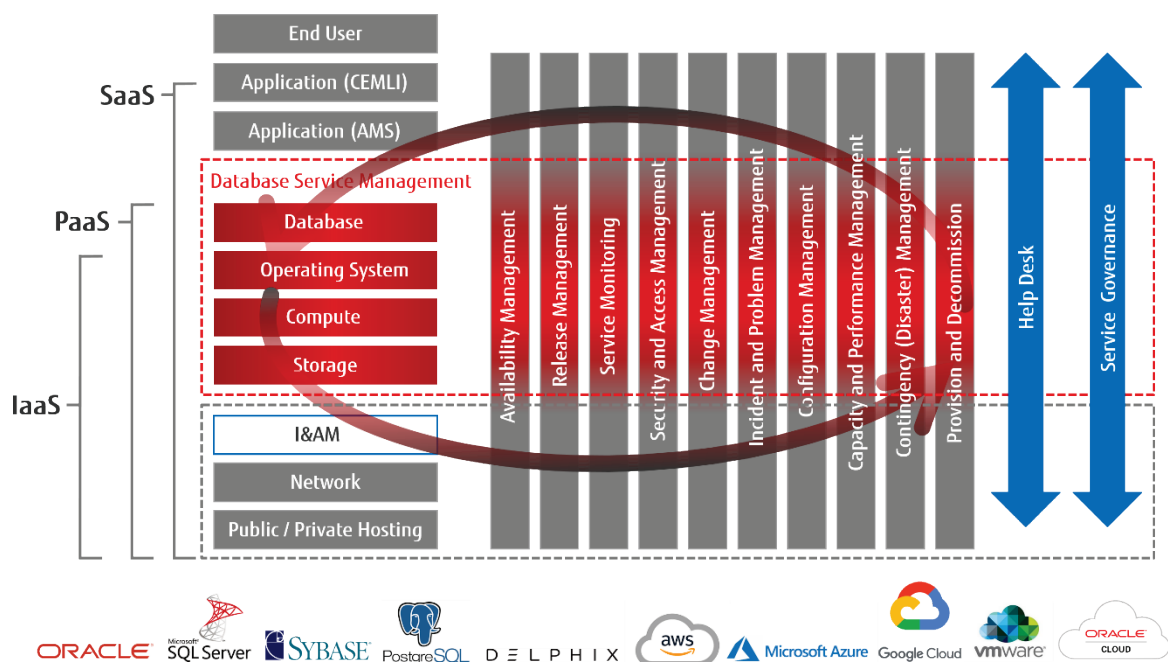 End User
Application (CEMLI)
Application (AMS)
SaaS
PaaS
IaaS
Database Service Management
Database
Operating System
Compute
Storage
I&AM
Network
Public / Private Hosting
Availability Management
Release Management
Service Monitoring
Security and Access Management
Change Management
Incident and Problem Management
Configuration Management
Capacity and Performance Management
Contingency (Disaster) Management
Provision and Decommission
Help Desk
Service Governance
ORACLE
Microsoft
SQL Server
SYBASE
PostgreSQL
DELPHIX
aws
Microsoft Azure
Google Cloud
vmware
ORACLE
CLOUD